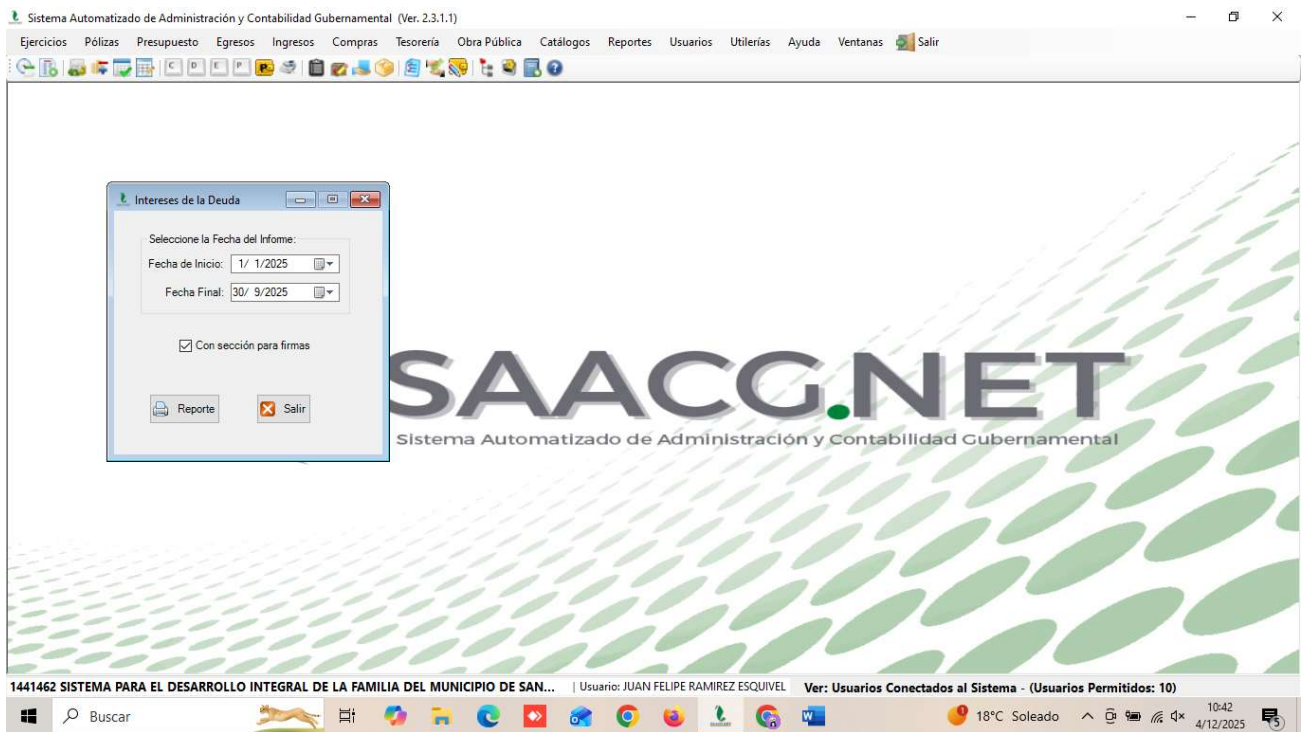 Sistema Automatizado de Administración y Contabilidad Gubernamental (Ver. 2.3.1.1)
Ejercicios Pólizas Presupuesto Egresos Ingresos Compras Tesorería Obra Pública Catálogos Reportes Usuarios Utilerías Ayuda Ventanas Salir
C D E P
Intereses de la Deuda
Seleccione la Fecha del Informe:
Fecha de Inicio: 1/ 1/2025
Fecha Final: 30/ 9/2025
Con sección para firmas
Reporte Salir
SAACG.NET
Sistema Automatizado de Administración y Contabilidad Gubernamental
1441462 SISTEMA PARA EL DESARROLLO INTEGRAL DE LA FAMILIA DEL MUNICIPIO DE SAN... | Usuario: JUAN FELIPE RAMIREZ ESQUIVEL Ver: Usuarios Conectados al Sistema - (Usuarios Permitidos: 10)
Buscar 1 18°C Soleado 10:42
4/12/2025 5